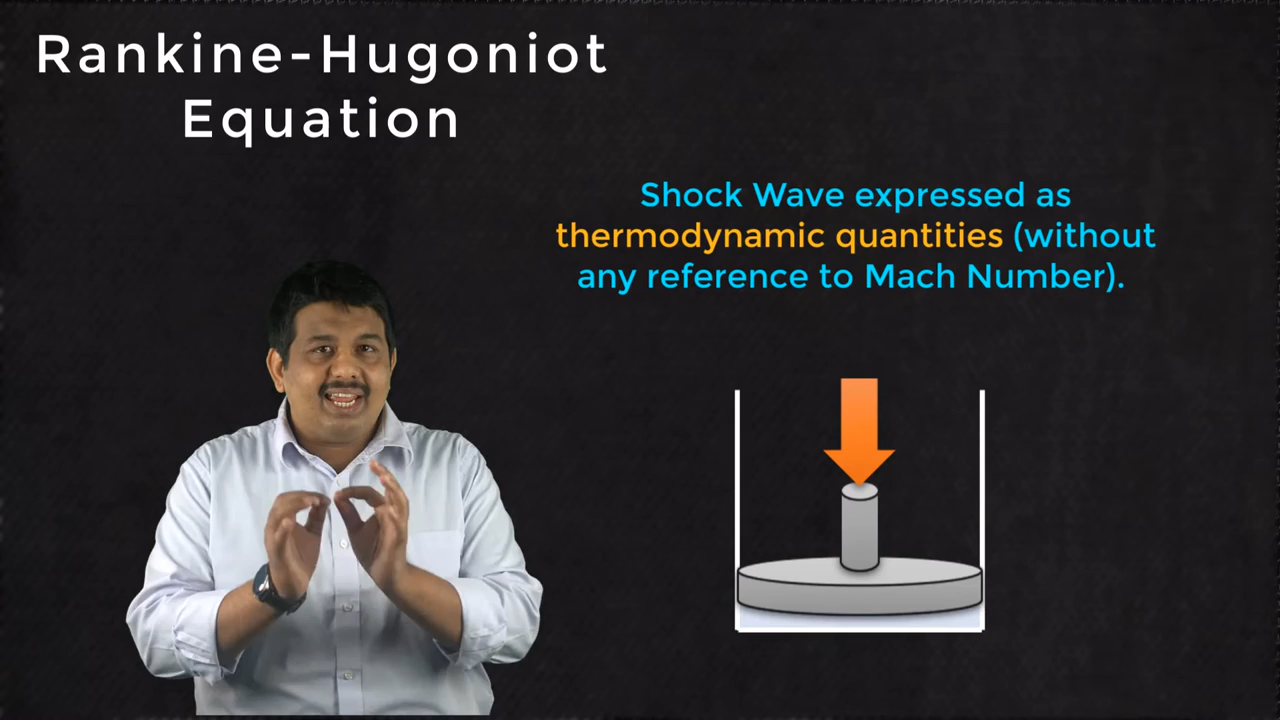 Rankine-Hugoniot
Equation
Shock Wave expressed as
thermodynamic quantities (without
any reference to Mach Number).